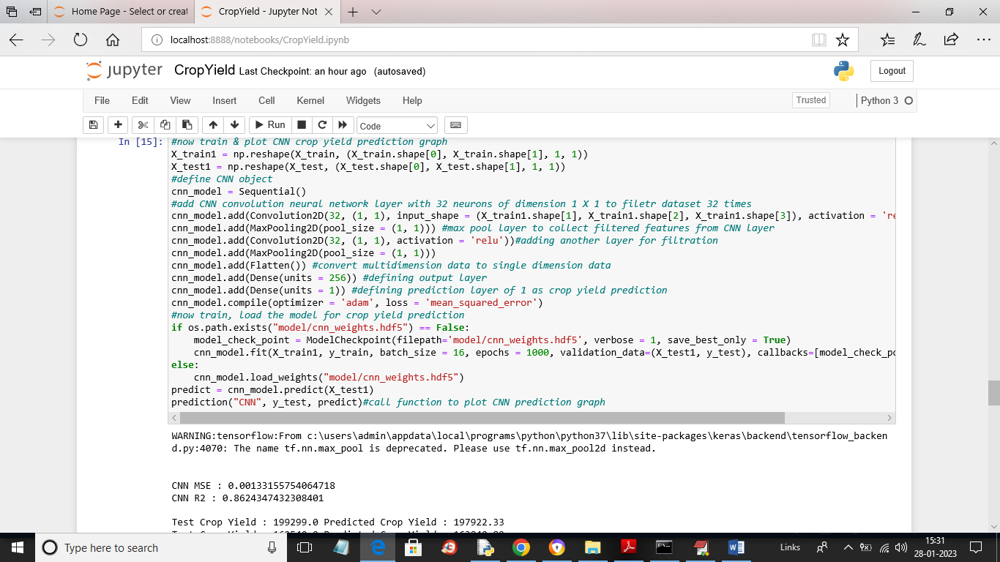 Home Page - Select or creat
CropYield - Jupyter Not
localhost:8888/notebooks/CropYield.ipynb
jupyter CropYield Last Checkpoint: an hour ago (autosaved)
Logout
File Edit View Insert Cell Kernel Widgets Help
Trusted Python 3
Run Code
In [15]: #now train & plot CNN crop yield prediction graph
X_train1 = np.reshape(X_train, (X_train.shape[0], X_train.shape[1], 1, 1))
X_test1 = np.reshape(X_test, (X_test.shape[0], X_test.shape[1], 1, 1))
#define CNN object
cnn_model = Sequential()
#add CNN convolution neural network layer with 32 neurons of dimension 1 X 1 to filetr dataset 32 times
cnn_model.add(Convolution2D(32, (1, 1), input_shape = (X_train1.shape[1], X_train1.shape[2], X_train1.shape[3]), activation = 're
cnn_model.add(MaxPooling2D(pool_size = (1, 1))) #max pool layer to collect filtered features from CNN layer
cnn_model.add(Convolution2D(32, (1, 1), activation = 'relu'))#adding another layer for filtration
cnn_model.add(MaxPooling2D(pool_size = (1, 1)))
cnn_model.add(Flatten()) #convert multidimension data to single dimension data
cnn_model.add(Dense(units = 256)) #defining output layer
cnn_model.add(Dense(units = 1)) #defining prediction layer of 1 as crop yield prediction
cnn_model.compile(optimizer = 'adam', loss = 'mean_squared_error')
#now train, load the model for crop yield prediction
if os.path.exists("model/cnn_weights.hdf5") == False:
    model_check_point = ModelCheckpoint(filepath='model/cnn_weights.hdf5', verbose = 1, save_best_only = True)
    cnn_model.fit(X_train1, y_train, batch_size = 16, epochs = 1000, validation_data=(X_test1, y_test), callbacks=[model_check_po
else:
    cnn_model.load_weights("model/cnn_weights.hdf5")
predict = cnn_model.predict(X_test1)
prediction("CNN", y_test, predict)#call function to plot CNN prediction graph
WARNING:tensorflow:From c:\users\admin\appdata\local\programs\python\python37\lib\site-packages\keras\backend\tensorflow_backen
d.py:4070: The name tf.nn.max_pool is deprecated. Please use tf.nn.max_pool2d instead.
CNN MSE : 0.00133155754064718
CNN R2 : 0.8624347432308401
Test Crop Yield : 199299.0 Predicted Crop Yield : 197922.33
Type here to search
Links
15:31
28-01-2023